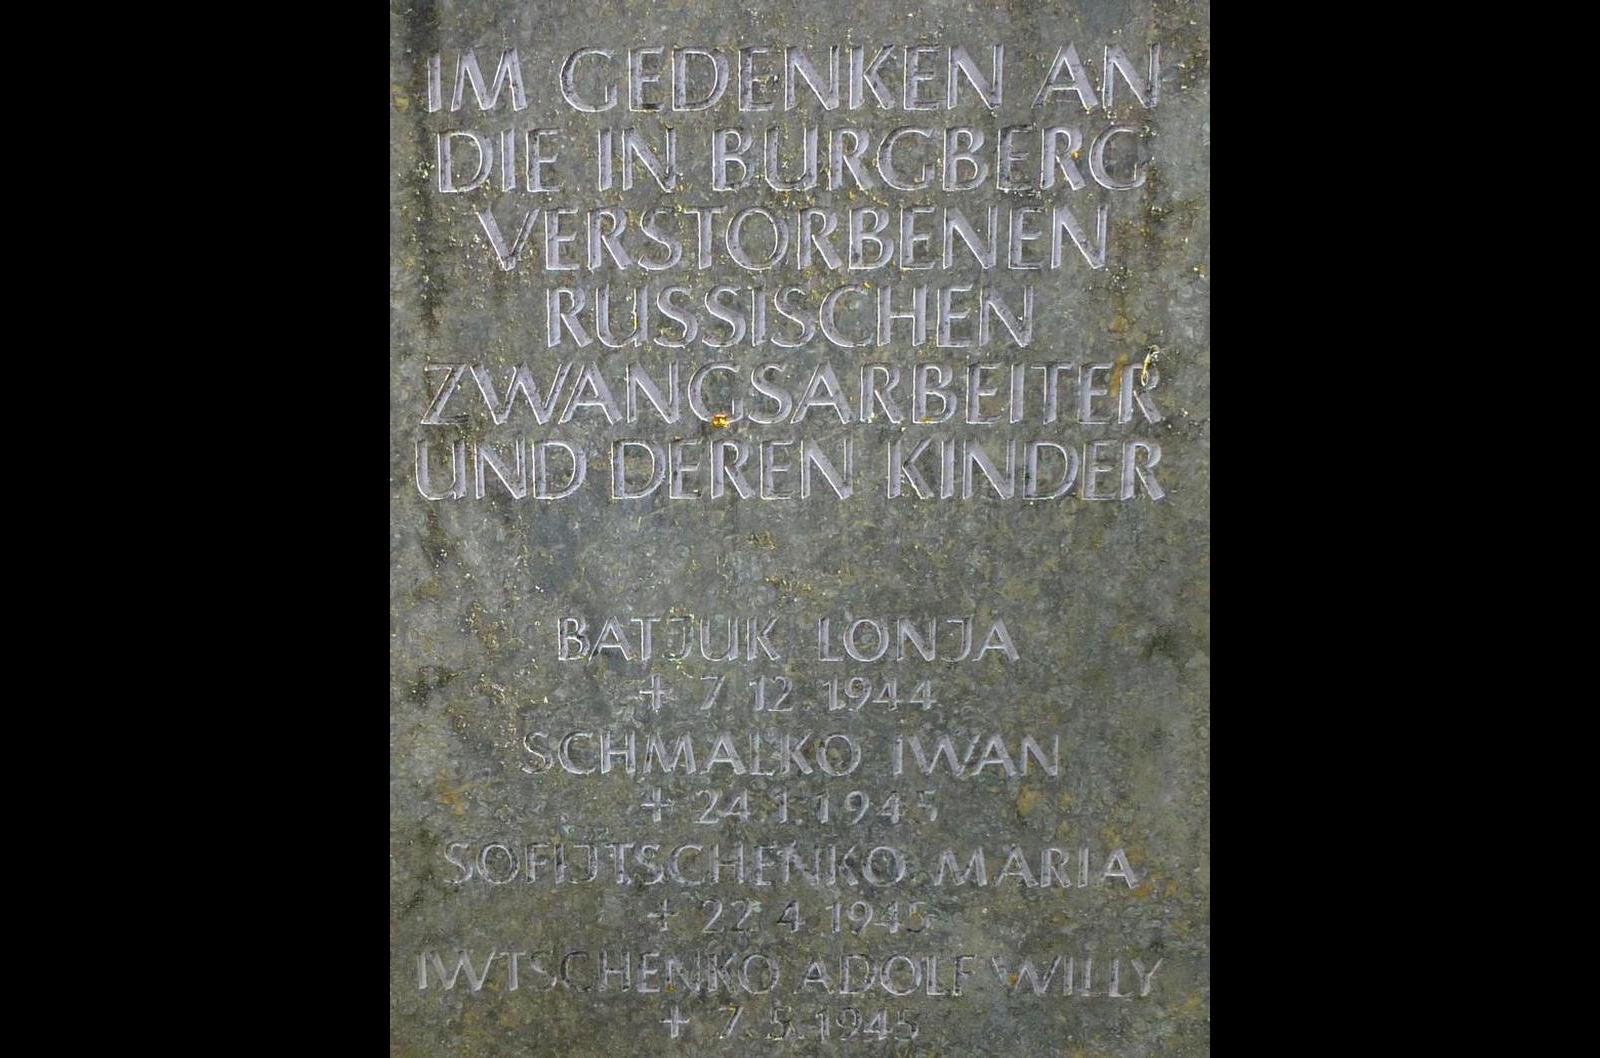 IM GEDENKEN AN
DIE IN BURGBERG
VERSTORBENEN
RUSSISCHEN
ZWANGSARBEITER
UND DEREN KINDER
BATJUK LONJA
+ 7. 12. 1944
SCHMALKO IWAN
+ 24.1.1945
SOFIJTSCHENKO MARIA
+ 22. 4. 1945
IWTSCHENKO ADOLF WILLY
+ 7. 5. 1945